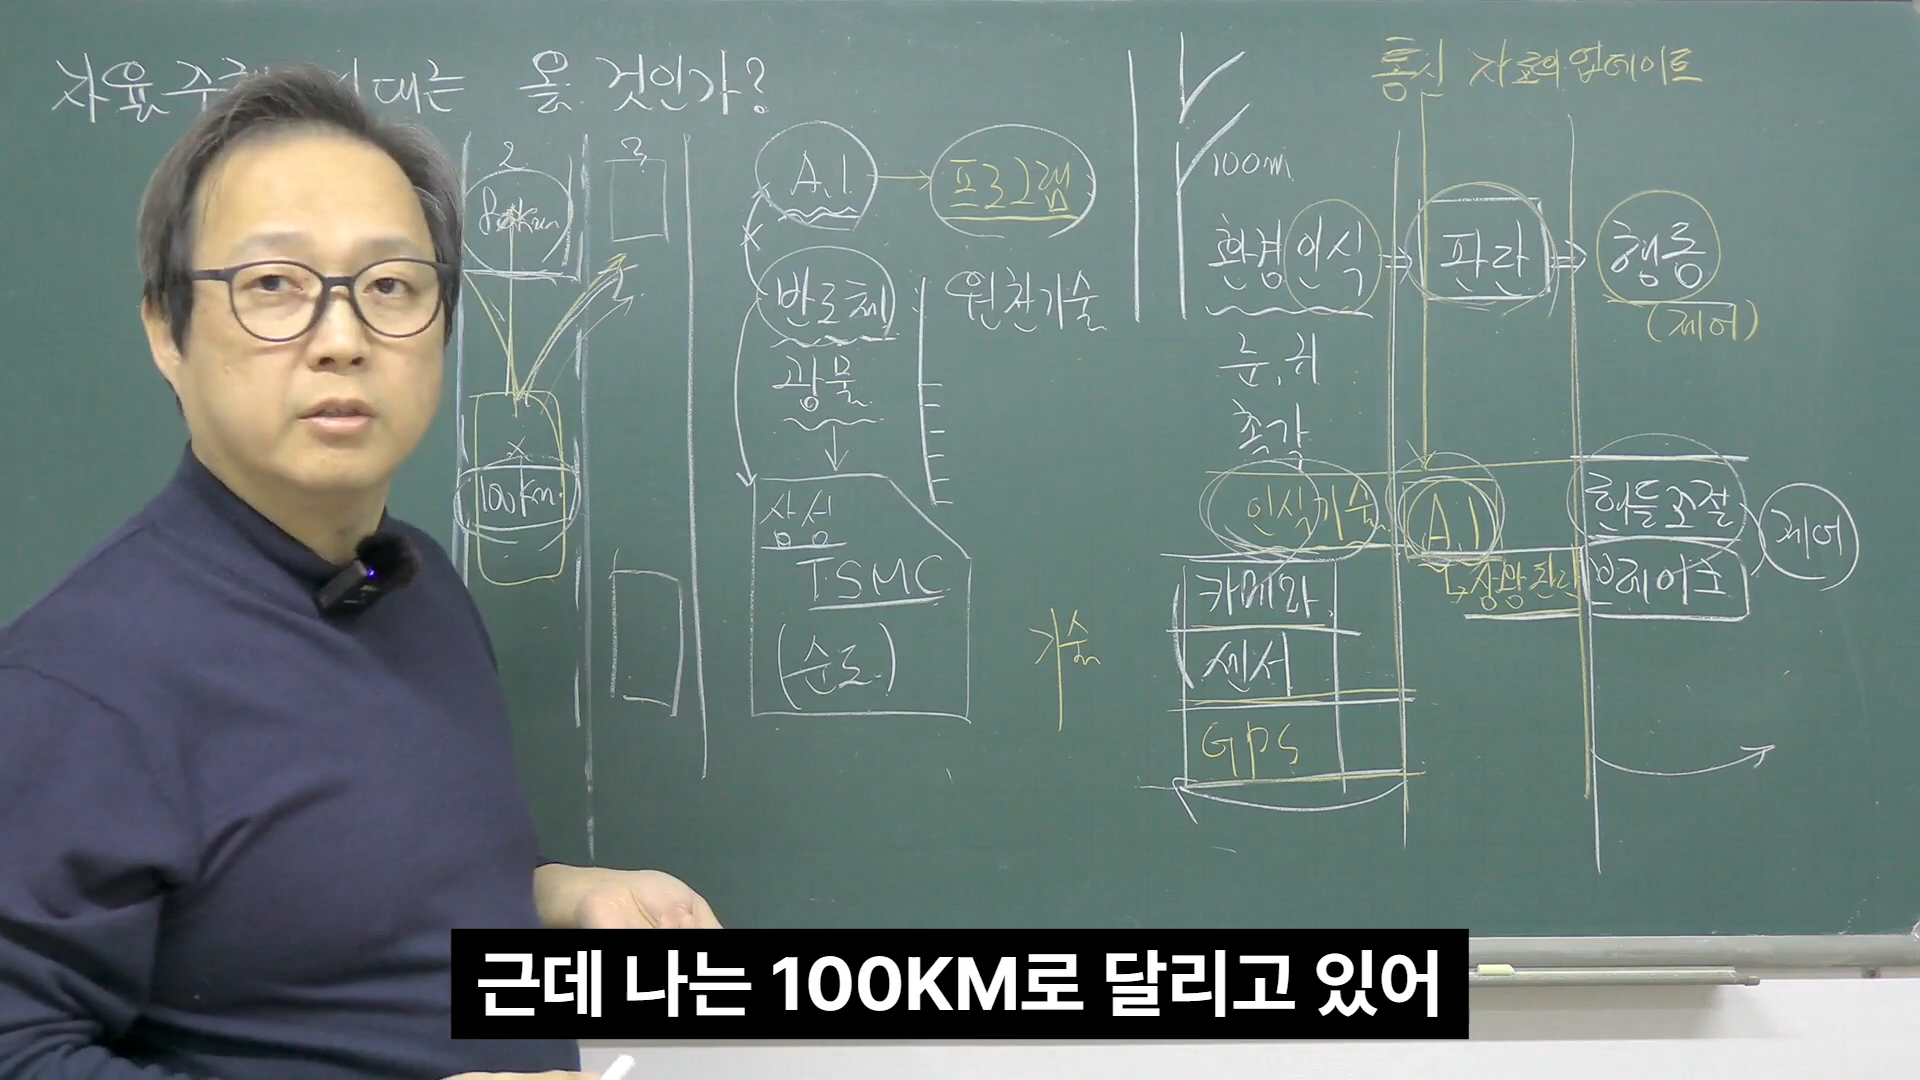 자율주 대는 올 것인가?
통신 자료의 업데이트
2
80km
?
A.I → 프로그램
반도체
원천기술
광물
삼성
TSMC
(순도)
100km
100m
환경인식 ⇒ 판단 ⇒ 행동
(제어)
눈, 귀
촉각
인식기술
A.I
핸들조절
제어
카메라
상황판단
브레이크
센서
GPS
기술
근데 나는 100KM로 달리고 있어